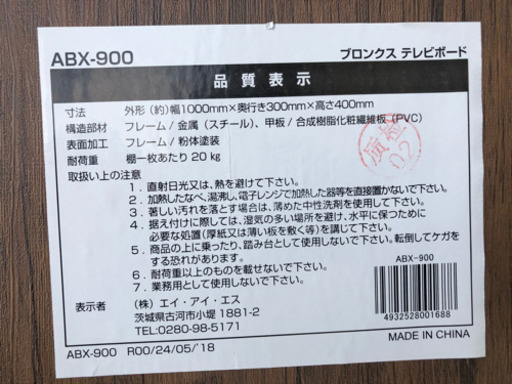 ABX-900 ブロンクス テレビボード
品 質 表 示
寸法 外形（約）幅1000mm×奥行き300mm×高さ400mm
構造部材 フレーム/金属（スチール）、甲板/合成樹脂化粧繊維板（PVC）
表面加工 フレーム/粉体塗装
耐荷重 棚一枚あたり20kg
取扱い上の注意
1．直射日光又は、熱を避けて下さい。
2．加熱したなべ、湯沸し、電子レンジで加熱した器等を直接置かないで下さい。
3．著しい汚れを落とす場合は、薄めた中性洗剤を使用して下さい。
4．据え付けに際しては、湿気の多い場所を避け、水平に保つために
必要な処置（厚紙又は薄い板を敷く等）を講じて下さい。
5．商品の上に乗ったり、踏み台として使用しないで下さい。転倒してケガを
する恐れがあります。
6．耐荷重以上のものを載せないで下さい。
7．業務用として使用しないで下さい。
表示者 （株）エイ・アイ・エス
茨城県古河市小堤 1881-2
TEL:0280-98-5171
ABX-900 R00/24/05/'18
質検
02
ABX-900
4932528001688
MADE IN CHINA